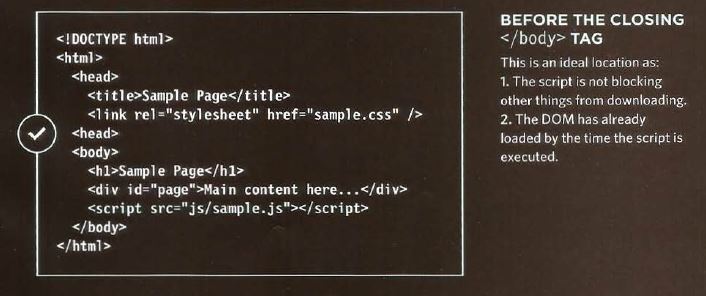 <!DOCTYPE html>
<html>
<head>
<title>Sample Page</title>
<link rel="stylesheet" href="sample.css" />
<head>
<body>
<h1>Sample Page</h1>
<div id="page">Main content here...</div>
<script src="js/sample.js"></script>
</body>
</html>
BEFORE THE CLOSING
</body> TAG
This is an ideal location as:
1. The script is not blocking
other things from downloading.
2. The DOM has already
loaded by the time the script is
executed.